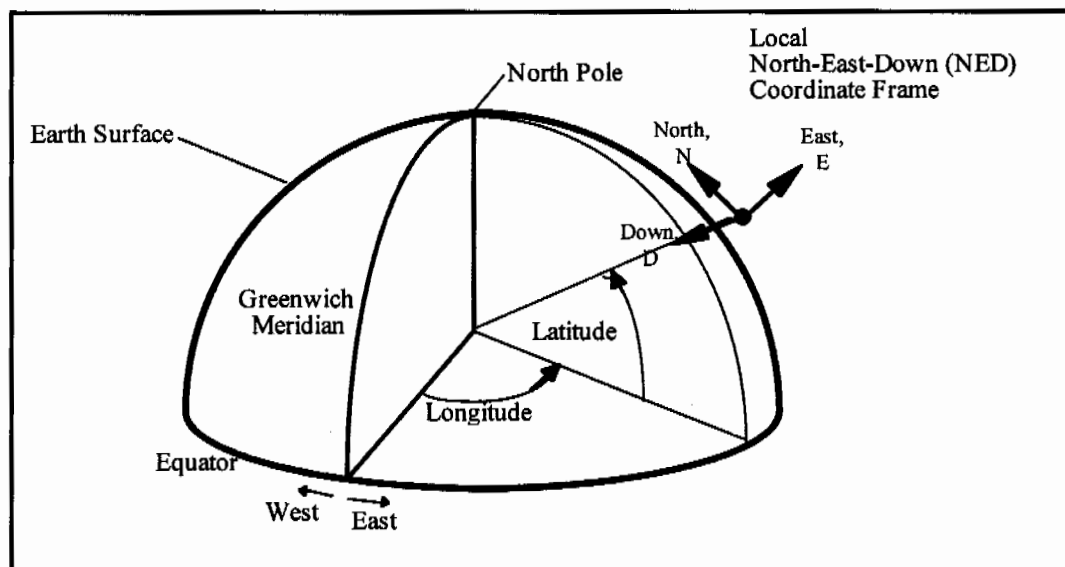 Local
North-East-Down (NED)
Coordinate Frame
North Pole
Earth Surface
North,
N
East,
E
Down,
D
Greenwich
Meridian
Latitude
Longitude
Equator
West
East